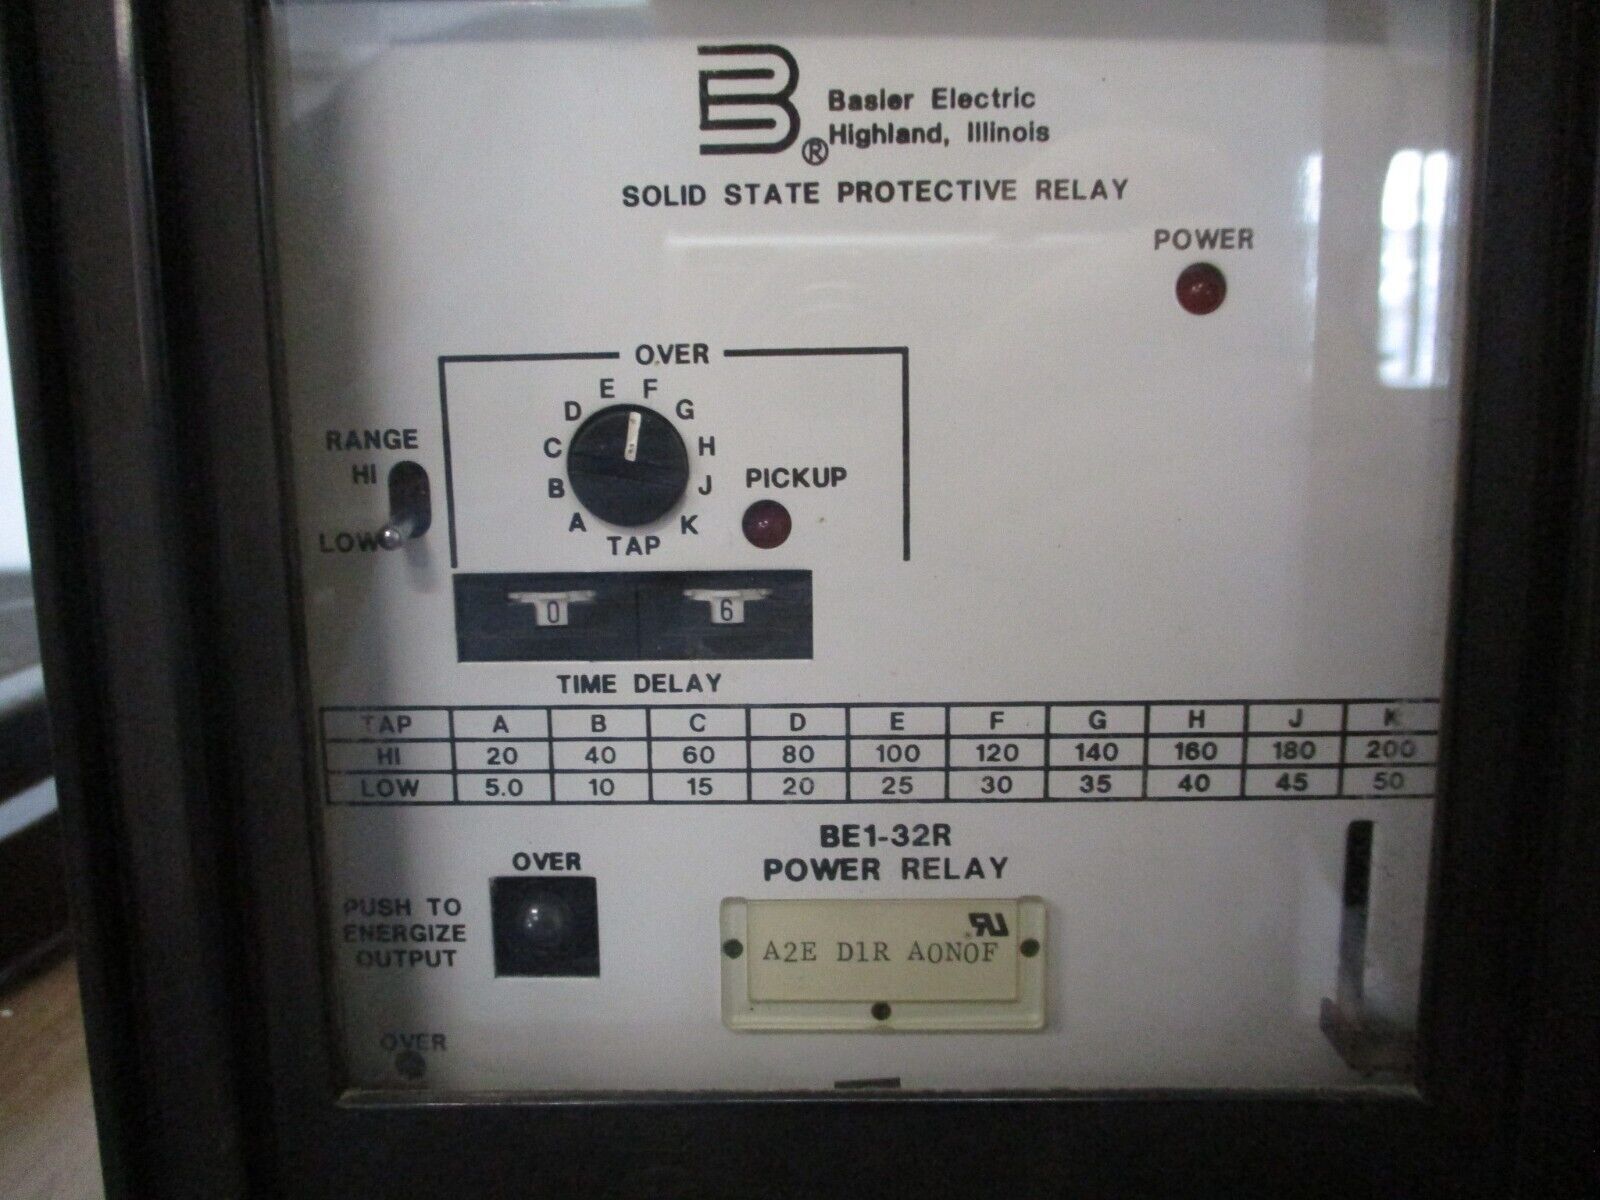 B® Basler Electric
Highland, Illinois
SOLID STATE PROTECTIVE RELAY
POWER
OVER
RANGE
HI
LOW
A B C D E F G H J K
TAP
PICKUP
0 6
TIME DELAY
TAP A B C D E F G H J K
HI 20 40 60 80 100 120 140 160 180 200
LOW 5.0 10 15 20 25 30 35 40 45 50
BE1-32R
POWER RELAY
OVER
PUSH TO
ENERGIZE
OUTPUT
A2E D1R A0N0F
OVER